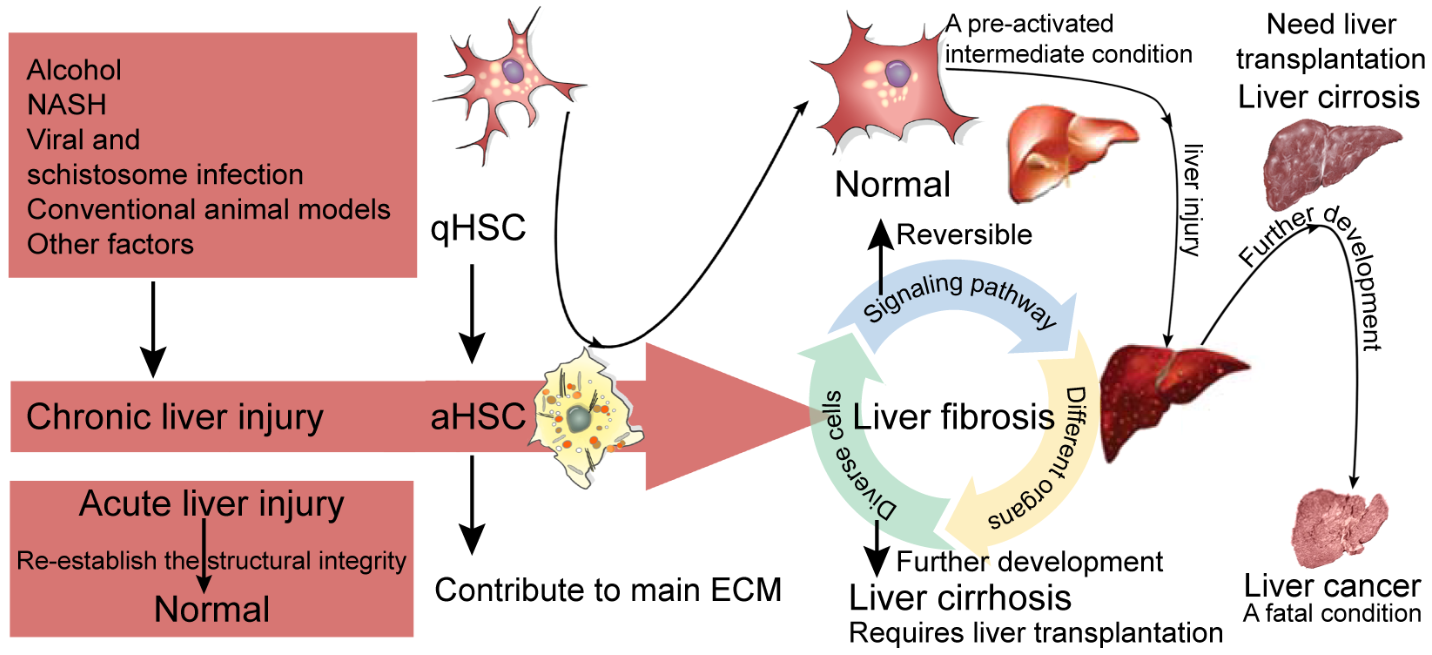 Alcohol
NASH
Viral and
schistosome infection
Conventional animal models
Other factors
Chronic liver injury
Acute liver injury
Re-establish the structural integrity
Normal
qHSC
aHSC
Contribute to main ECM
A pre-activated
intermediate condition
Normal
Reversible
Signaling pathway
Different organs
Diverse cells
Liver fibrosis
Further development
Liver cirrhosis
Requires liver transplantation
liver injury
Need liver
transplantation
Liver cirrosis
Further development
Liver cancer
A fatal condition